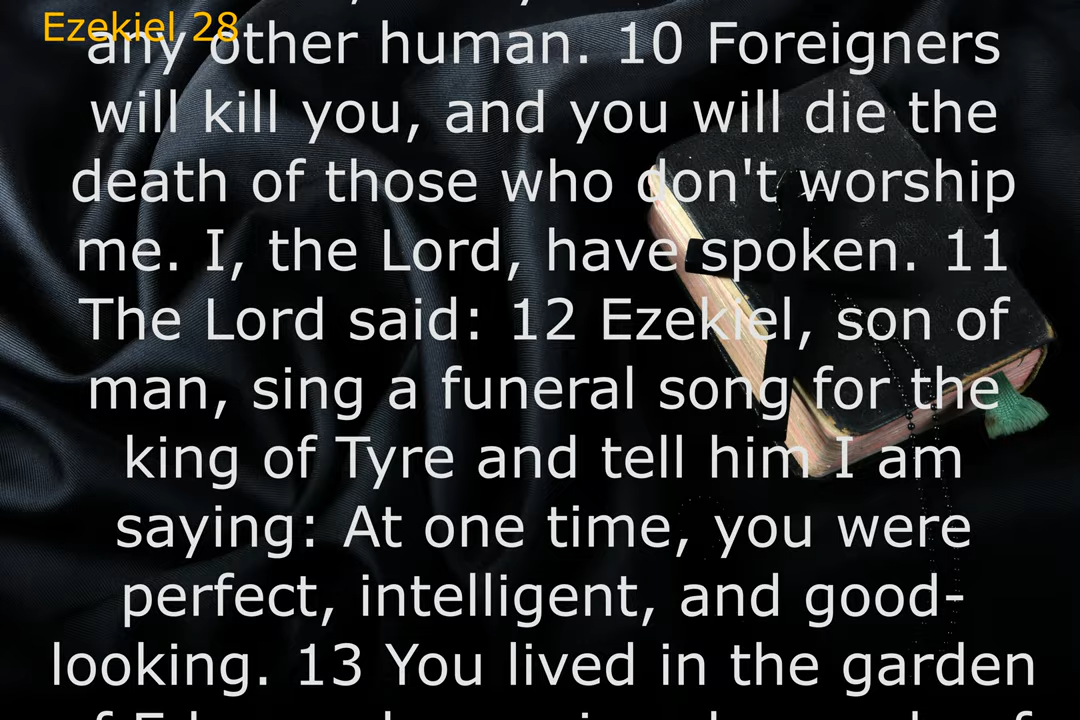 Ezekiel 28
any other human. 10 Foreigners
will kill you, and you will die the
death of those who don't worship
me. I, the Lord, have spoken. 11
The Lord said: 12 Ezekiel, son of
man, sing a funeral song for the
king of Tyre and tell him I am
saying: At one time, you were
perfect, intelligent, and good-
looking. 13 You lived in the garden